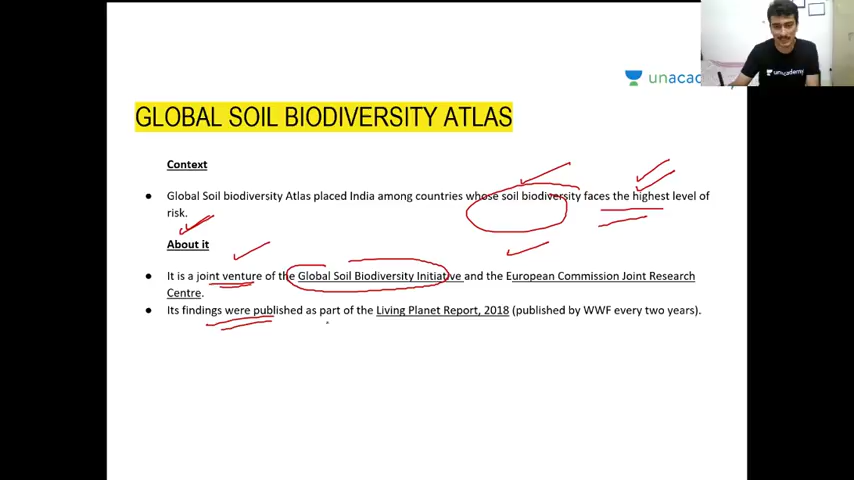 unacademy
unacad
GLOBAL SOIL BIODIVERSITY ATLAS
Context
● Global Soil biodiversity Atlas placed India among countries whose soil biodiversity faces the highest level of
risk.
About it
● It is a joint venture of the Global Soil Biodiversity Initiative and the European Commission Joint Research
Centre.
● Its findings were published as part of the Living Planet Report, 2018 (published by WWF every two years).